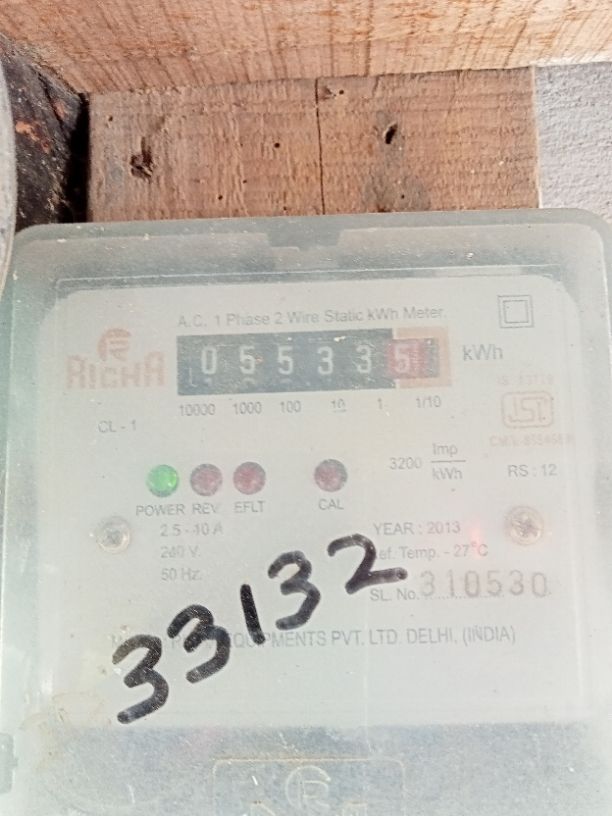 RICHA
A.C. 1 Phase 2 Wire Static kWh Meter.
055335 kWh
10000 1000 100 10 1 1/10
CL - 1
3200 Imp/kWh
RS : 12
POWER REV. EFLT CAL
2.5 - 10 A
240 V.
50 Hz.
YEAR : 2013
Ref. Temp. - 27°C
SL. No. 310530
33132
EQUIPMENTS PVT. LTD. DELHI, (INDIA)